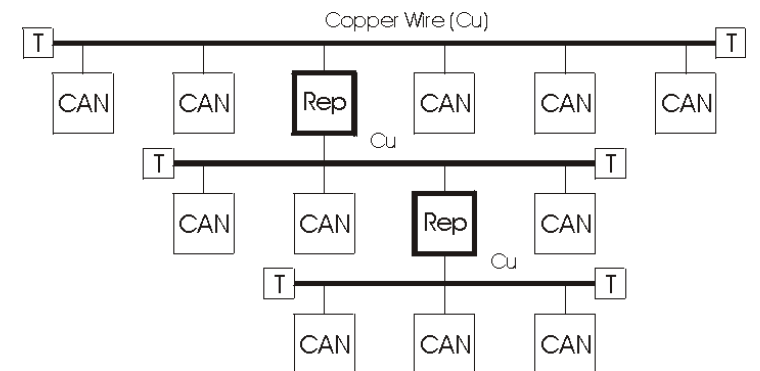 Copper Wire (Cu)
T T
CAN CAN Rep CAN CAN CAN
Cu
T T
CAN CAN Rep CAN
Cu
T T
CAN CAN CAN